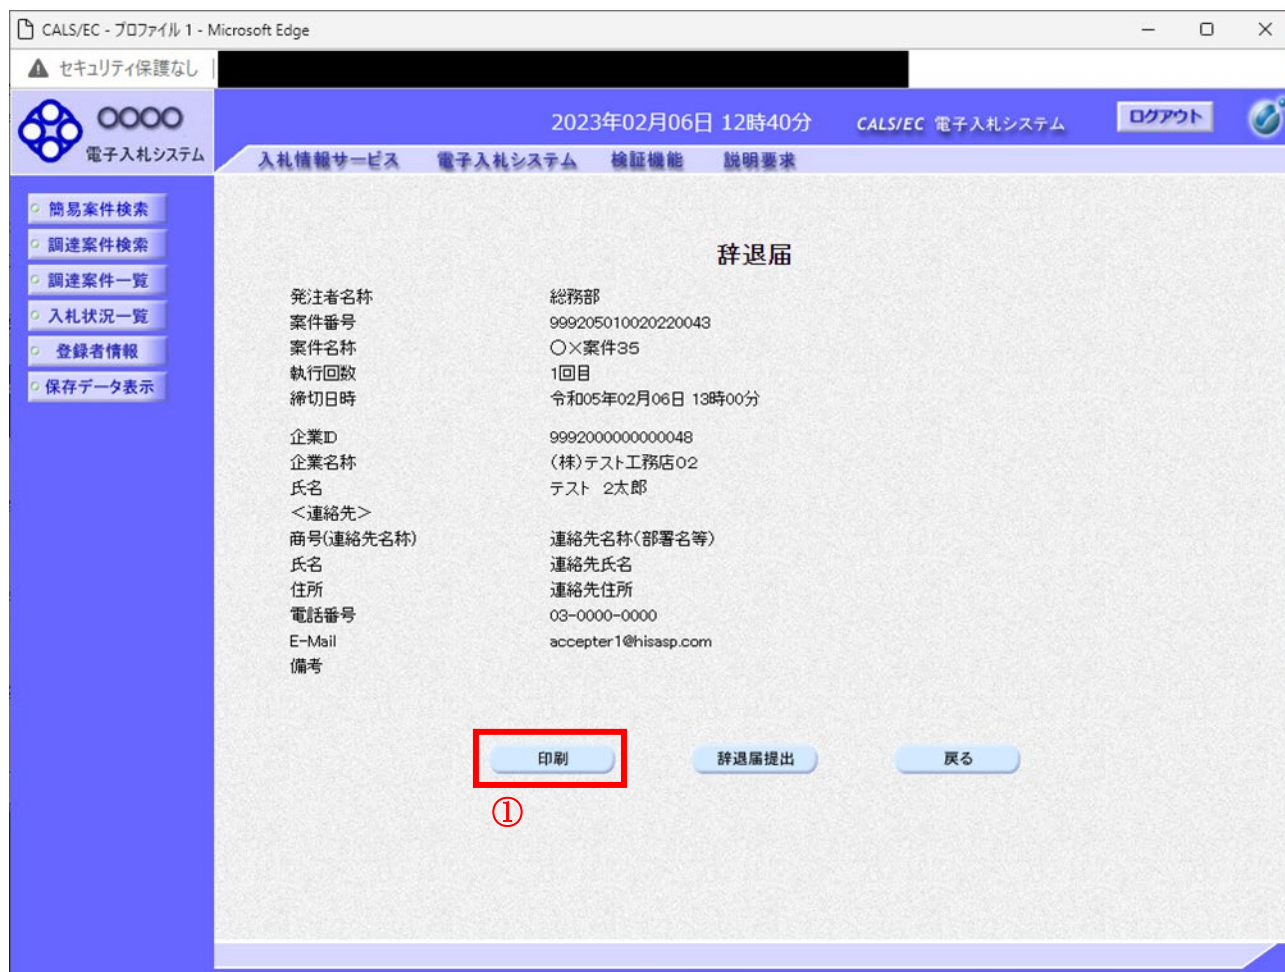 CALS/EC - プロファイル 1 - Microsoft Edge
セキュリティ保護なし
〇〇〇〇
電子入札システム
2023年02月06日 12時40分
CALS/EC 電子入札システム
ログアウト
入札情報サービス 電子入札システム 検証機能 説明要求
簡易案件検索
調達案件検索
調達案件一覧
入札状況一覧
登録者情報
保存データ表示
辞退届
発注者名称 総務部
案件番号 999205010020220043
案件名称 〇×案件35
執行回数 1回目
締切日時 令和05年02月06日 13時00分
企業ID 9992000000000048
企業名称 (株)テスト工務店02
氏名 テスト 2太郎
<連絡先>
商号(連絡先名称) 連絡先名称(部署名等)
氏名 連絡先氏名
住所 連絡先住所
電話番号 03-0000-0000
E-Mail accepter1@hisasp.com
備考
印刷 辞退届提出 戻る
①